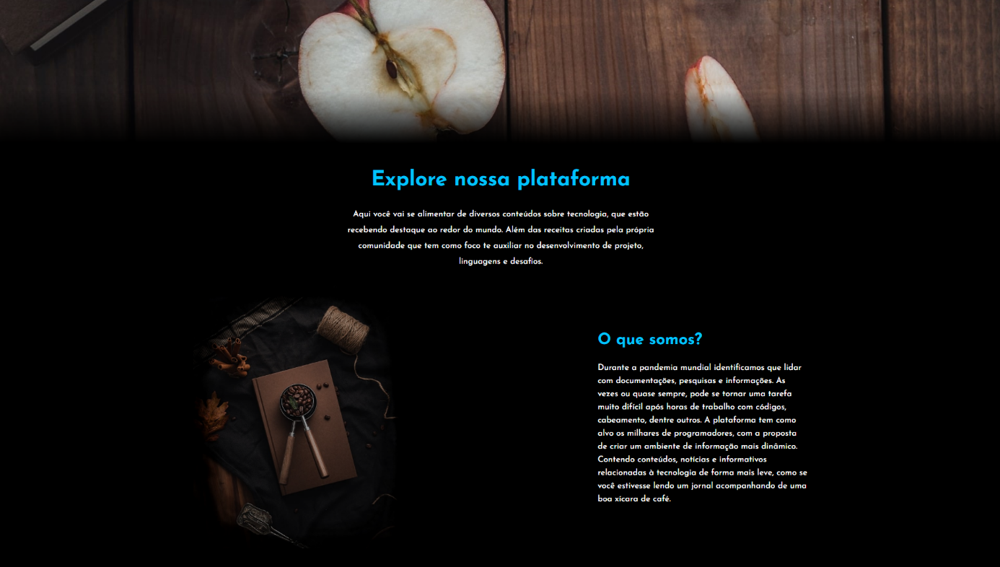 Explore nossa plataforma
Aqui você vai se alimentar de diversos conteúdos sobre tecnologia, que estão
recebendo destaque ao redor do mundo. Além das receitas criadas pela própria
comunidade que tem como foco te auxiliar no desenvolvimento de projeto,
linguagens e desafios.
O que somos?
Durante a pandemia mundial identificamos que lidar
com documentações, pesquisas e informações. As
vezes ou quase sempre, pode se tornar uma tarefa
muito difícil após horas de trabalho com códigos,
cabeamento, dentre outros. A plataforma tem como
alvo os milhares de programadores, com a proposta
de criar um ambiente de informação mais dinâmico.
Contendo conteúdos, notícias e informativos
relacionadas à tecnologia de forma mais leve, como se
você estivesse lendo um jornal acompanhando de uma
boa xícara de café.